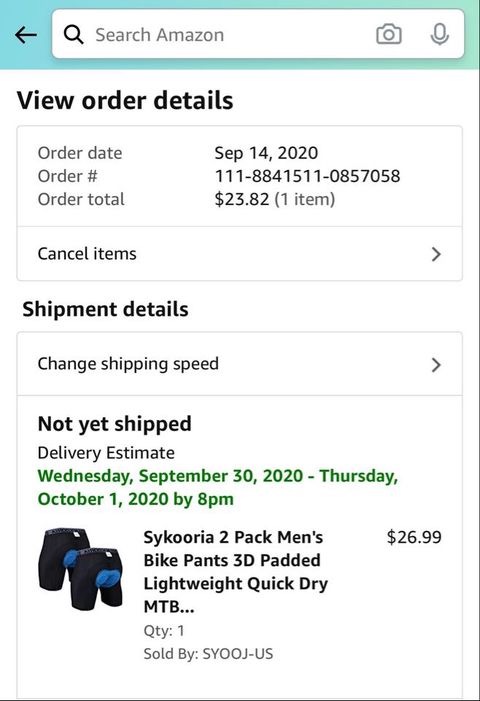 Search Amazon
View order details
Order date Sep 14, 2020
Order # 111-8841511-0857058
Order total $23.82 (1 item)
Cancel items
Shipment details
Change shipping speed
Not yet shipped
Delivery Estimate
Wednesday, September 30, 2020 - Thursday,
October 1, 2020 by 8pm
Sykooria 2 Pack Men's $26.99
Bike Pants 3D Padded
Lightweight Quick Dry
MTB...
Qty: 1
Sold By: SYOOJ-US